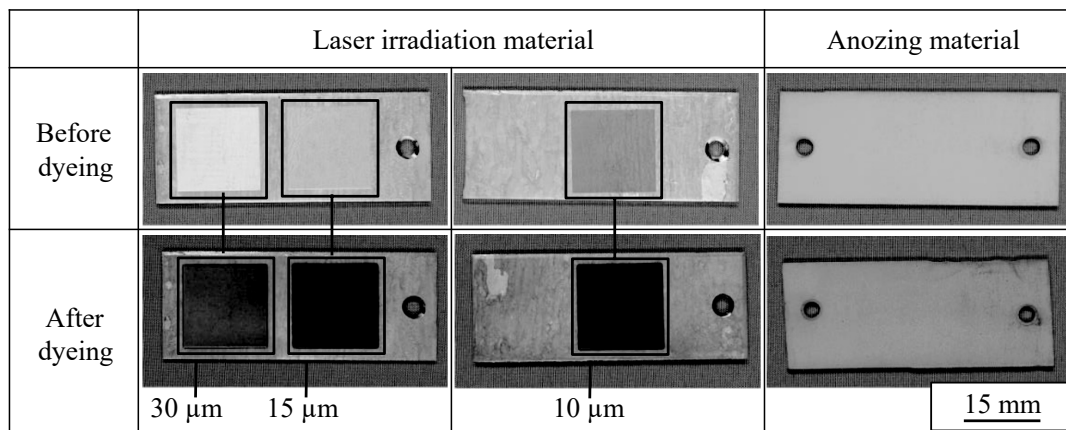 Laser irradiation material
Anozing material
Before
dyeing
After
dyeing
30 µm
15 µm
10 µm
15 mm